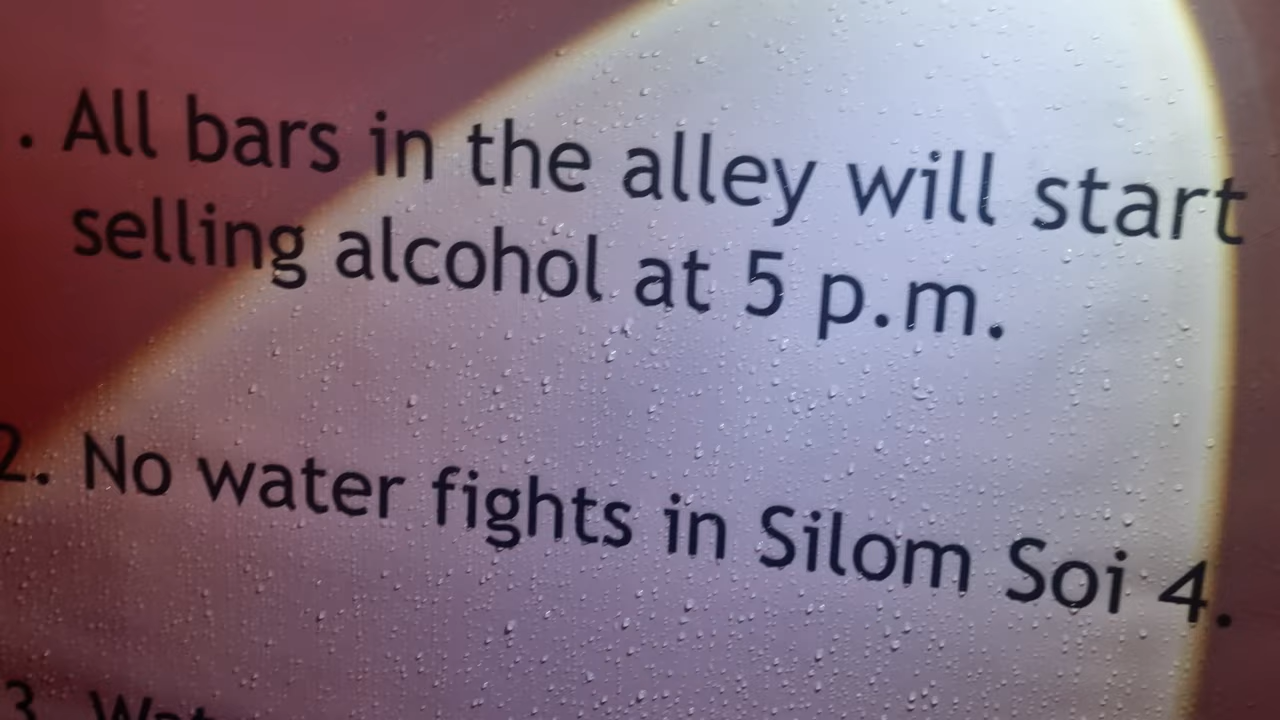 . All bars in the alley will start
selling alcohol at 5 p.m.
2. No water fights in Silom Soi 4.
3